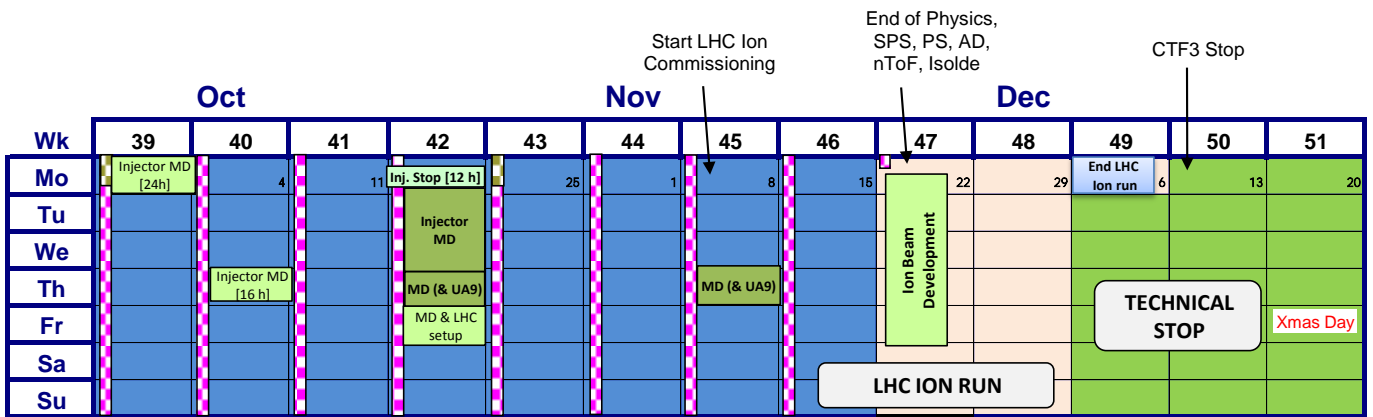 End of Physics,
SPS, PS, AD,
nToF, Isolde
Start LHC Ion
Commissioning
CTF3 Stop
Oct Nov Dec
Wk 39 40 41 42 43 44 45 46 47 48 49 50 51
Mo 4 11 25 1 8 15 22 29 6 13 20
Injector MD
[24h]
Inj. Stop [12 h]
End LHC
Ion run
Tu
Injector
MD
We
Ion Beam
Development
Th
Injector MD
[16 h]
MD (& UA9)
MD (& UA9)
TECHNICAL
STOP
Fr
MD & LHC
setup
Xmas Day
Sa
LHC ION RUN
Su